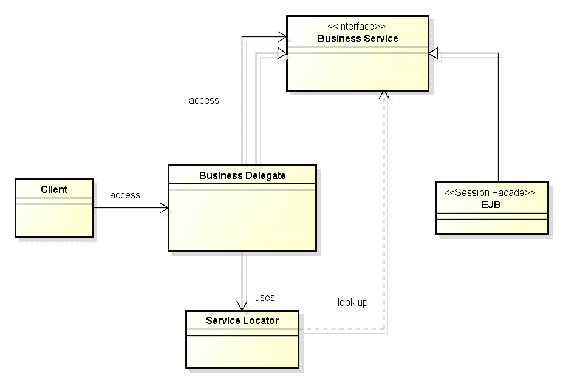 <<Interface>>
Business Service
access
Client
access
Business Delegate
<<Session Facade>>
EJB
uses
look up
Service Locator